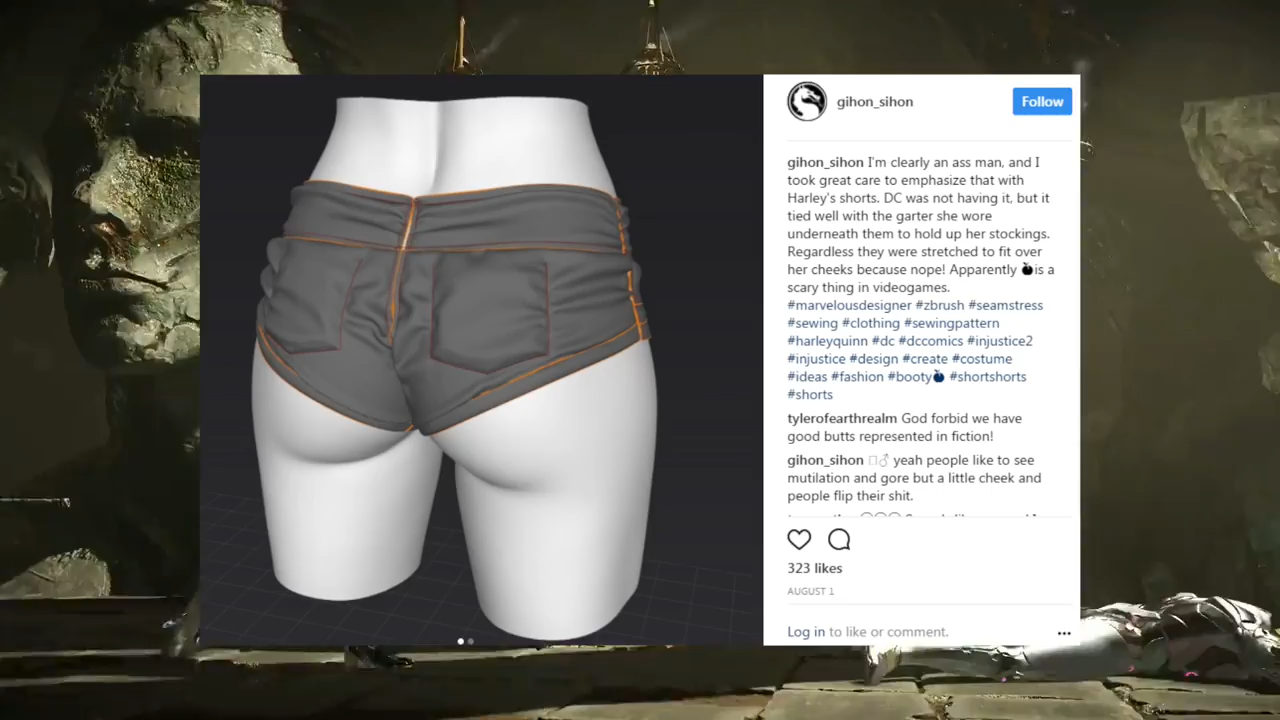 gihon_sihon
Follow
gihon_sihon I'm clearly an ass man, and I
took great care to emphasize that with
Harley's shorts. DC was not having it, but it
tied well with the garter she wore
underneath them to hold up her stockings.
Regardless they were stretched to fit over
her cheeks because nope! Apparently 🍎is a
scary thing in videogames.
#marvelousdesigner #zbrush #seamstress
#sewing #clothing #sewingpattern
#harleyquinn #dc #dccomics #injustice2
#injustice #design #create #costume
#ideas #fashion #booty🍎 #shortshorts
#shorts
tylerofearthrealm God forbid we have
good butts represented in fiction!
gihon_sihon □♂ yeah people like to see
mutilation and gore but a little cheek and
people flip their shit.
323 likes
AUGUST 1
Log in to like or comment.